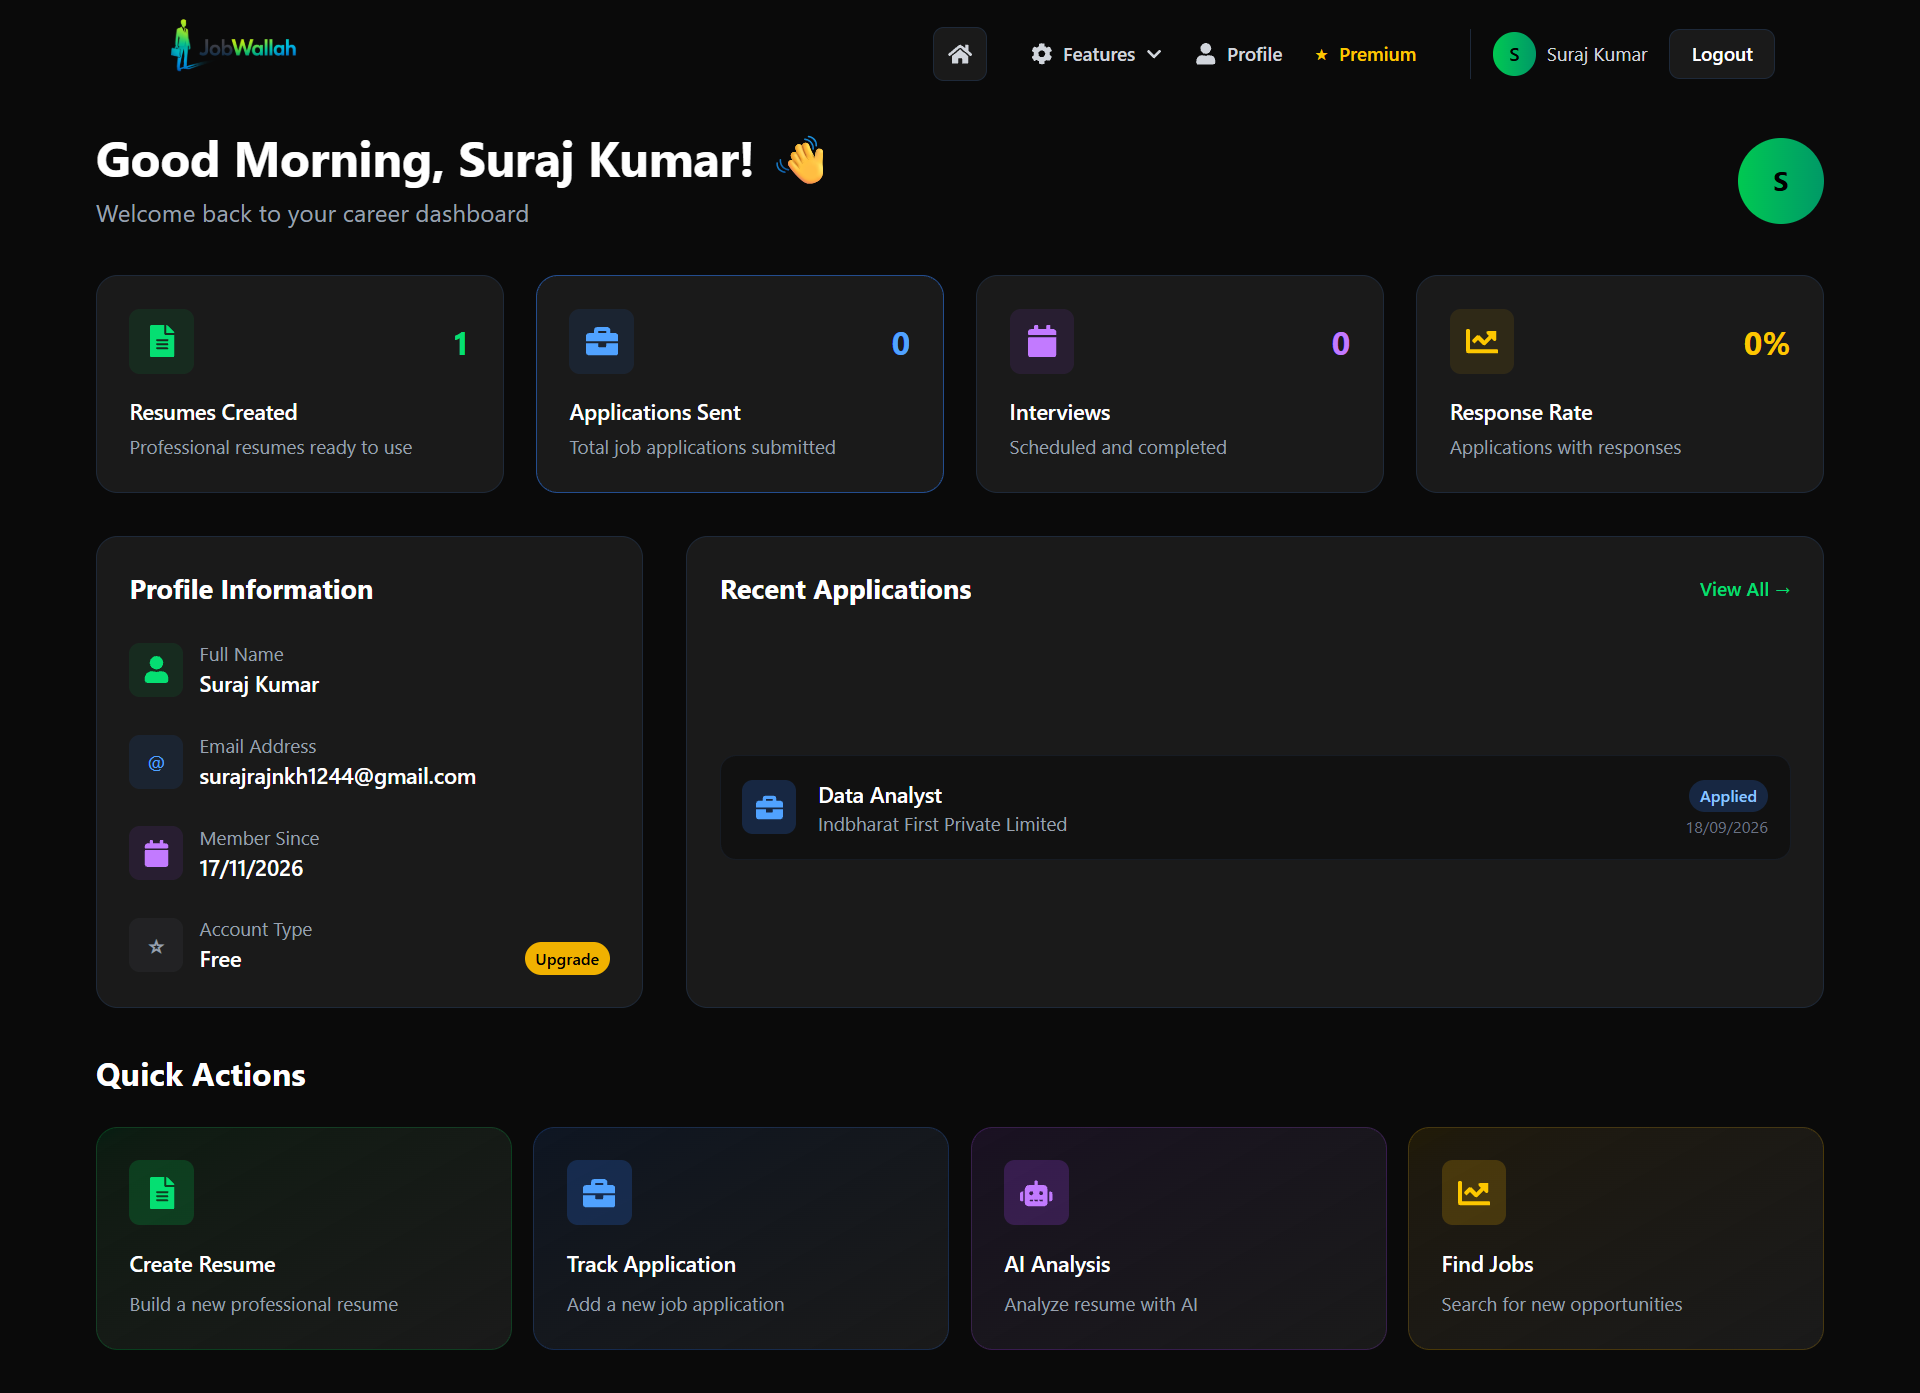 JobWallah
Features
Profile
★ Premium
S
Suraj Kumar
Logout
Good Morning, Suraj Kumar! 👋
Welcome back to your career dashboard
S
1
Resumes Created
Professional resumes ready to use
0
Applications Sent
Total job applications submitted
0
Interviews
Scheduled and completed
0%
Response Rate
Applications with responses
Profile Information
Full Name
Suraj Kumar
@
Email Address
surajrajnkh1244@gmail.com
Member Since
17/11/2026
☆
Account Type
Free
Upgrade
Recent Applications
View All →
Data Analyst
Indbharat First Private Limited
Applied
18/09/2026
Quick Actions
Create Resume
Build a new professional resume
Track Application
Add a new job application
AI Analysis
Analyze resume with AI
Find Jobs
Search for new opportunities